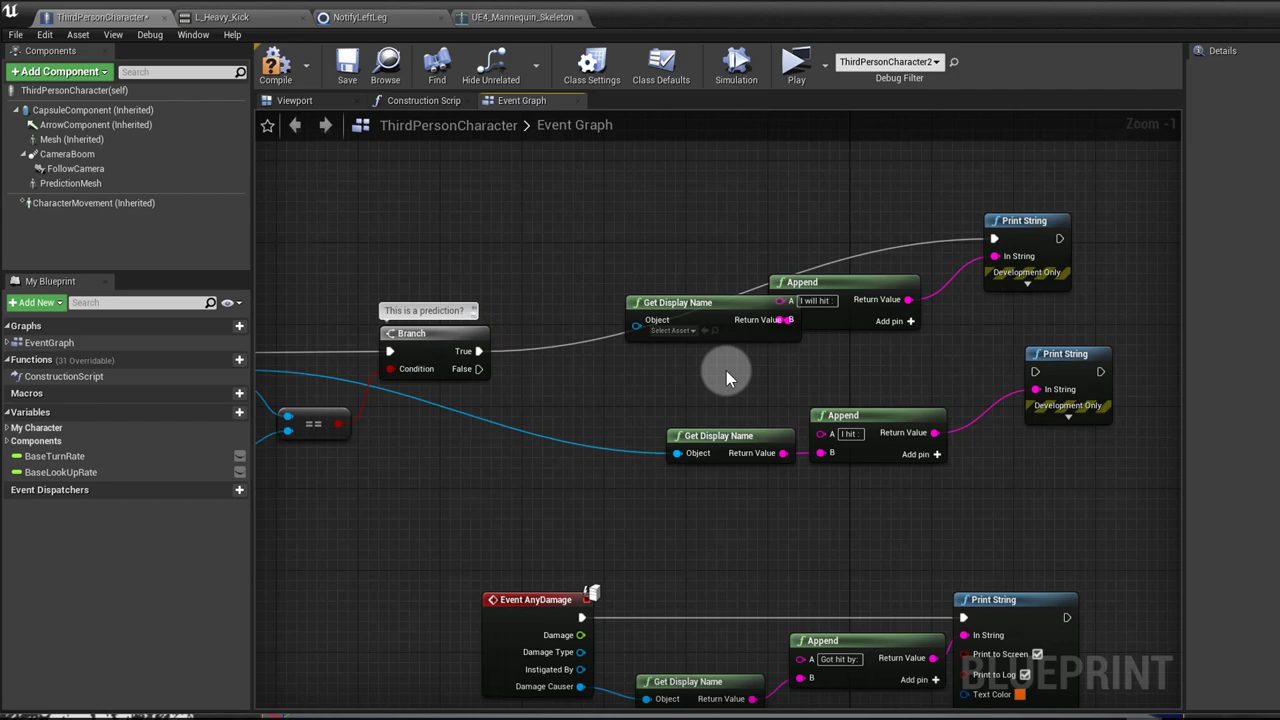 ThirdPersonCharacter*
L_Heavy_Kick
NotifyLeftLeg
UE4_Mannequin_Skeleton
File Edit Asset View Debug Window Help
Components
+ Add Component
Search
ThirdPersonCharacter(self)
CapsuleComponent (Inherited)
ArrowComponent (Inherited)
Mesh (Inherited)
CameraBoom
FollowCamera
PredictionMesh
CharacterMovement (Inherited)
My Blueprint
+ Add New
Search
Graphs
EventGraph
Functions (31 Overridable)
ConstructionScript
Macros
Variables
My Character
Components
BaseTurnRate
BaseLookUpRate
Event Dispatchers
Compile Save Browse Find Hide Unrelated Class Settings Class Defaults Simulation Play
ThirdPersonCharacter2
Debug Filter
Details
Viewport
Construction Scrip
Event Graph
ThirdPersonCharacter > Event Graph
Zoom -1
Print String
In String
Development Only
Append
A I will hit : Return Value
B
Add pin +
Get Display Name
Object Return Value
Select Asset
This is a prediction?
Branch
True
Condition False
==
Print String
In String
Development Only
Append
A I hit : Return Value
B Add pin +
Get Display Name
Object Return Value
Event AnyDamage
Damage
Damage Type
Instigated By
Damage Causer
Get Display Name
Object Return Value
Append
A Got hit by: Return Value
B Add pin +
Print String
In String
Print to Screen
Print to Log
Text Color
BLUEPRINT